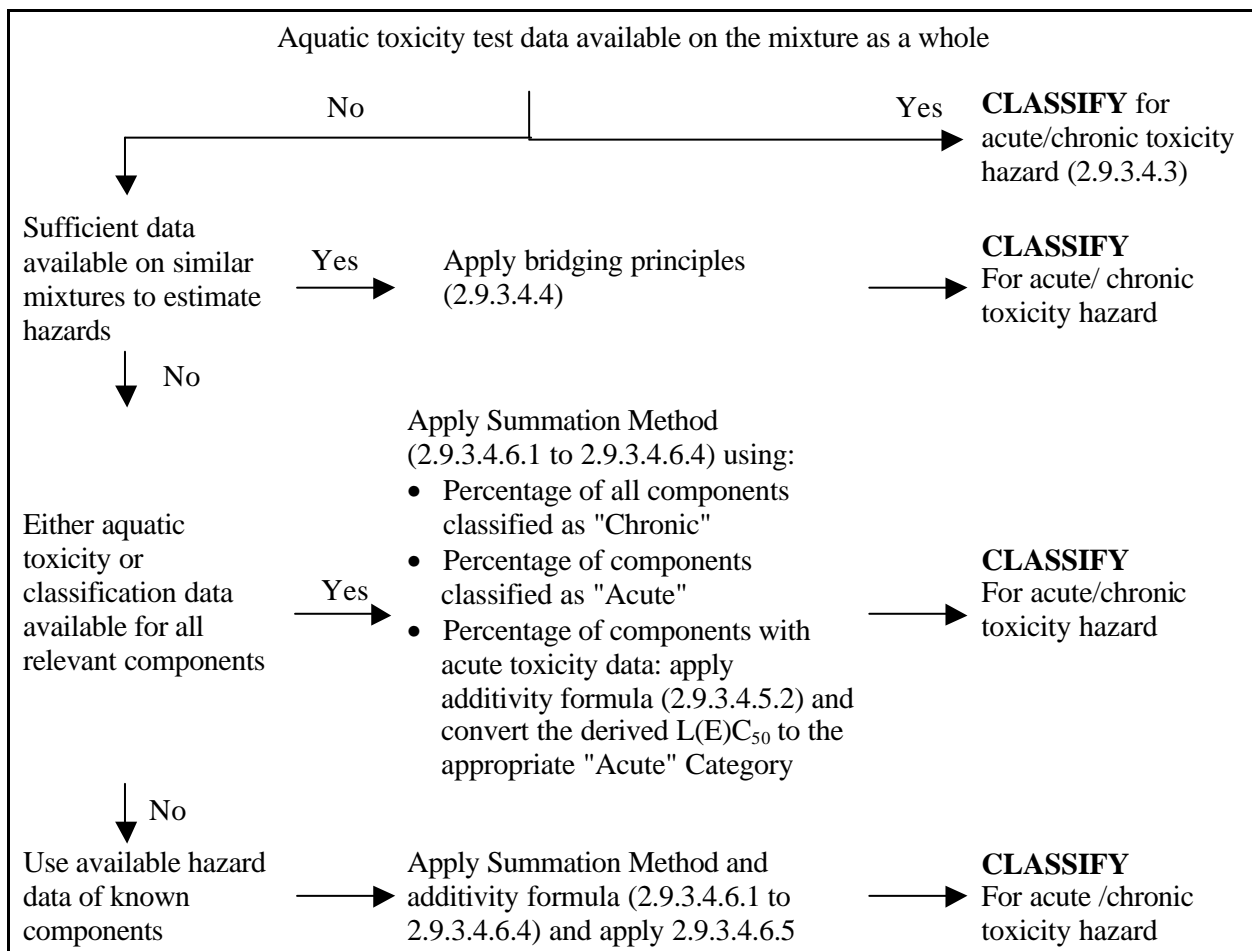 Aquatic toxicity test data available on the mixture as a whole
No
Yes
CLASSIFY for
acute/chronic toxicity
hazard (2.9.3.4.3)
Sufficient data
available on similar
mixtures to estimate
hazards
Yes
Apply bridging principles
(2.9.3.4.4)
CLASSIFY
For acute/ chronic
toxicity hazard
No
Either aquatic
toxicity or
classification data
available for all
relevant components
Yes
Apply Summation Method
(2.9.3.4.6.1 to 2.9.3.4.6.4) using:
• Percentage of all components
classified as "Chronic"
• Percentage of components
classified as "Acute"
• Percentage of components with
acute toxicity data: apply
additivity formula (2.9.3.4.5.2) and
convert the derived L(E)C₅₀ to the
appropriate "Acute" Category
CLASSIFY
For acute/chronic
toxicity hazard
No
Use available hazard
data of known
components
Apply Summation Method and
additivity formula (2.9.3.4.6.1 to
2.9.3.4.6.4) and apply 2.9.3.4.6.5
CLASSIFY
For acute /chronic
toxicity hazard